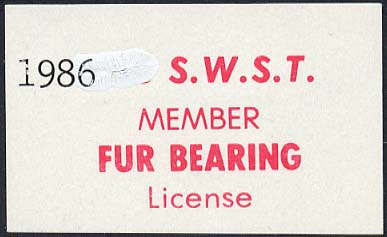 1986 S.W.S.T.
MEMBER
FUR BEARING
License